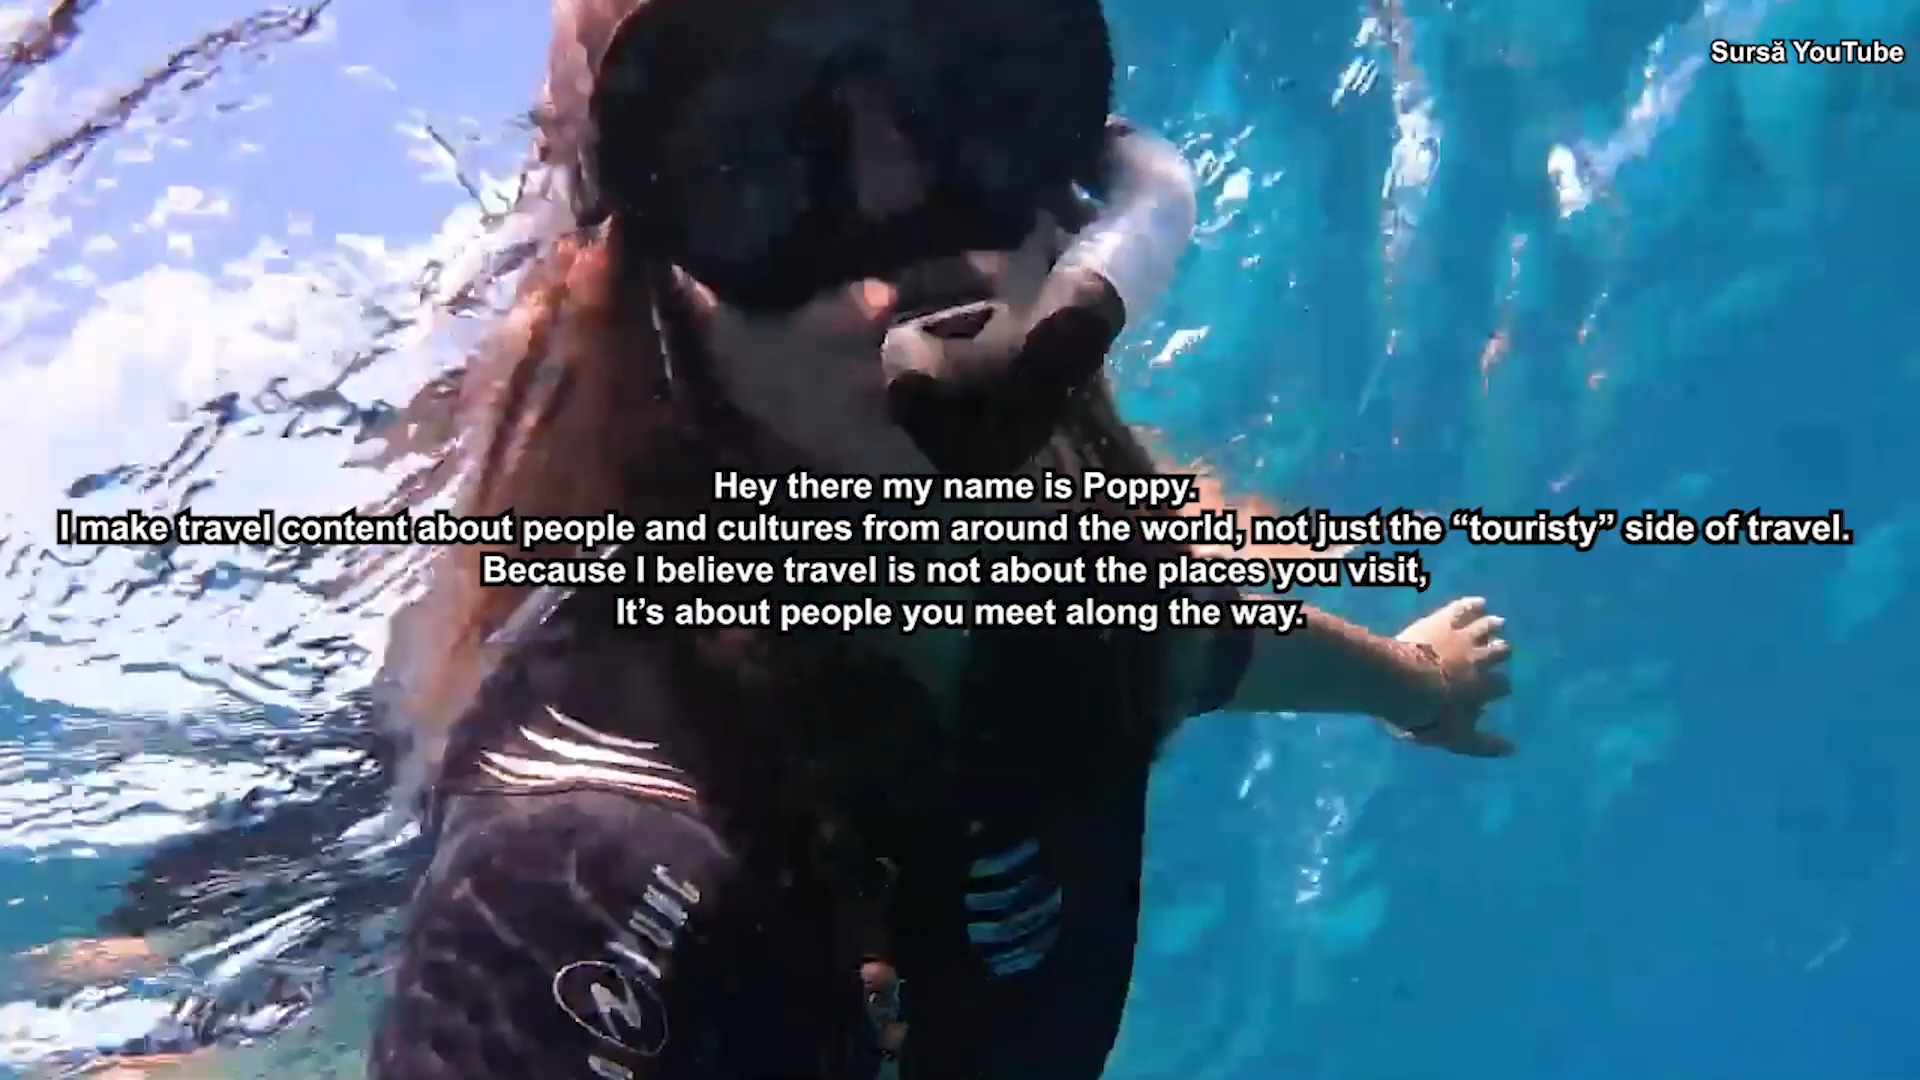 Sursă YouTube
Hey there my name is Poppy.
I make travel content about people and cultures from around the world, not just the “touristy” side of travel.
Because I believe travel is not about the places you visit,
It’s about people you meet along the way.